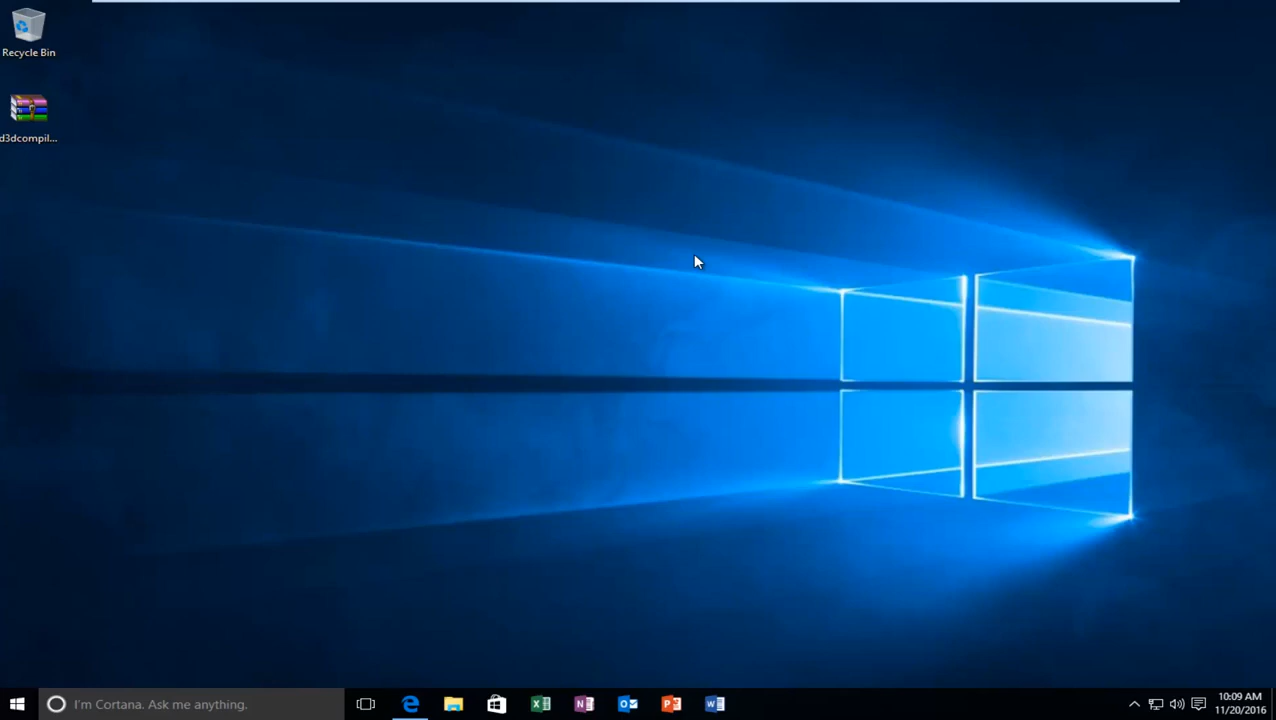 Recycle Bin
d3dcompil...
I'm Cortana. Ask me anything.
10:09 AM
11/20/2016